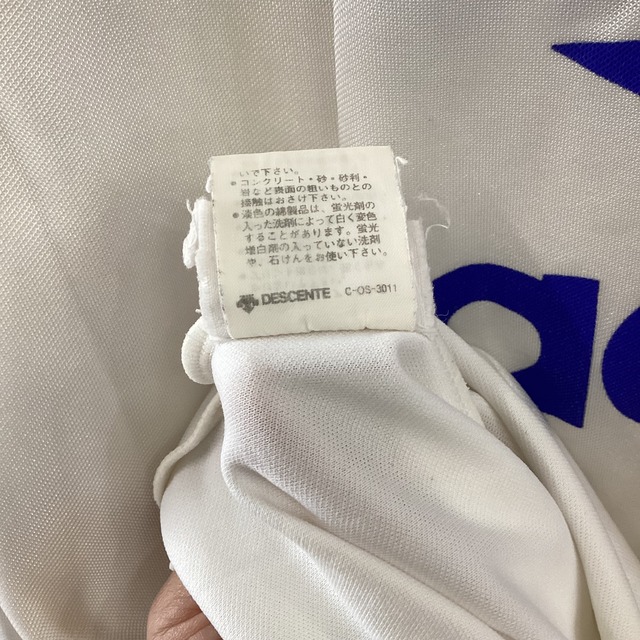 いで下さい。
●コンクリート・砂・砂利・
岩など表面の粗いものとの
接触はおさけ下さい。
●淡色の綿製品は、蛍光剤の
入った洗剤によって白く変色
することがあります。蛍光
増白剤の入っていない洗剤
や、石けんをお使い下さい。
DESCENTE C-OS-3011
ad